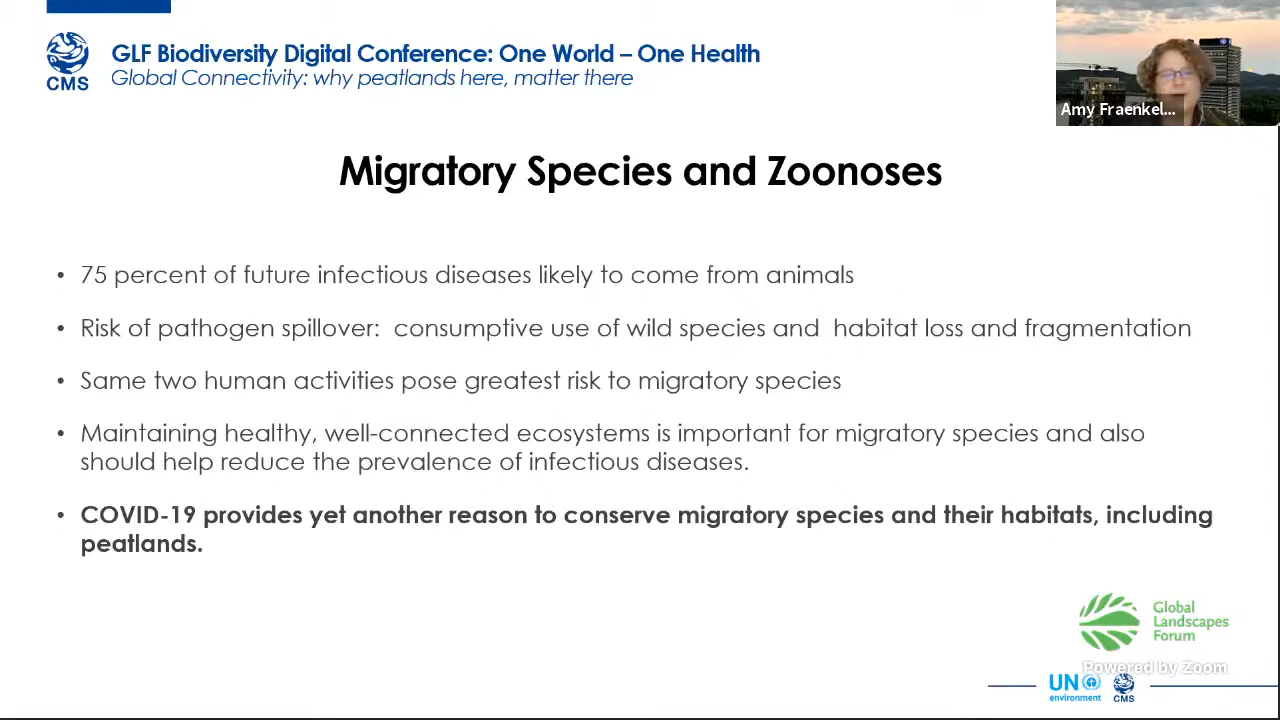 GLF Biodiversity Digital Conference: One World – One Health
Global Connectivity: why peatlands here, matter there
CMS
Amy Fraenkel...
Migratory Species and Zoonoses
• 75 percent of future infectious diseases likely to come from animals
• Risk of pathogen spillover: consumptive use of wild species and habitat loss and fragmentation
• Same two human activities pose greatest risk to migratory species
• Maintaining healthy, well-connected ecosystems is important for migratory species and also
should help reduce the prevalence of infectious diseases.
• COVID-19 provides yet another reason to conserve migratory species and their habitats, including
peatlands.
Global
Landscapes
Forum
Powered by Zoom
UN
environment
CMS